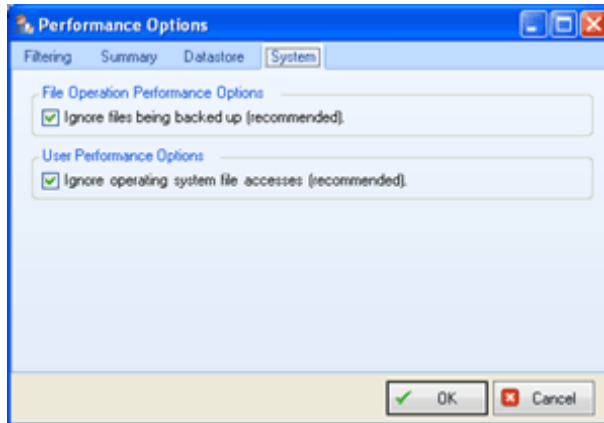 Performance Options
Filtering Summary Datastore System
File Operation Performance Options
Ignore files being backed up (recommended).
User Performance Options
Ignore operating system file accesses (recommended).
OK Cancel